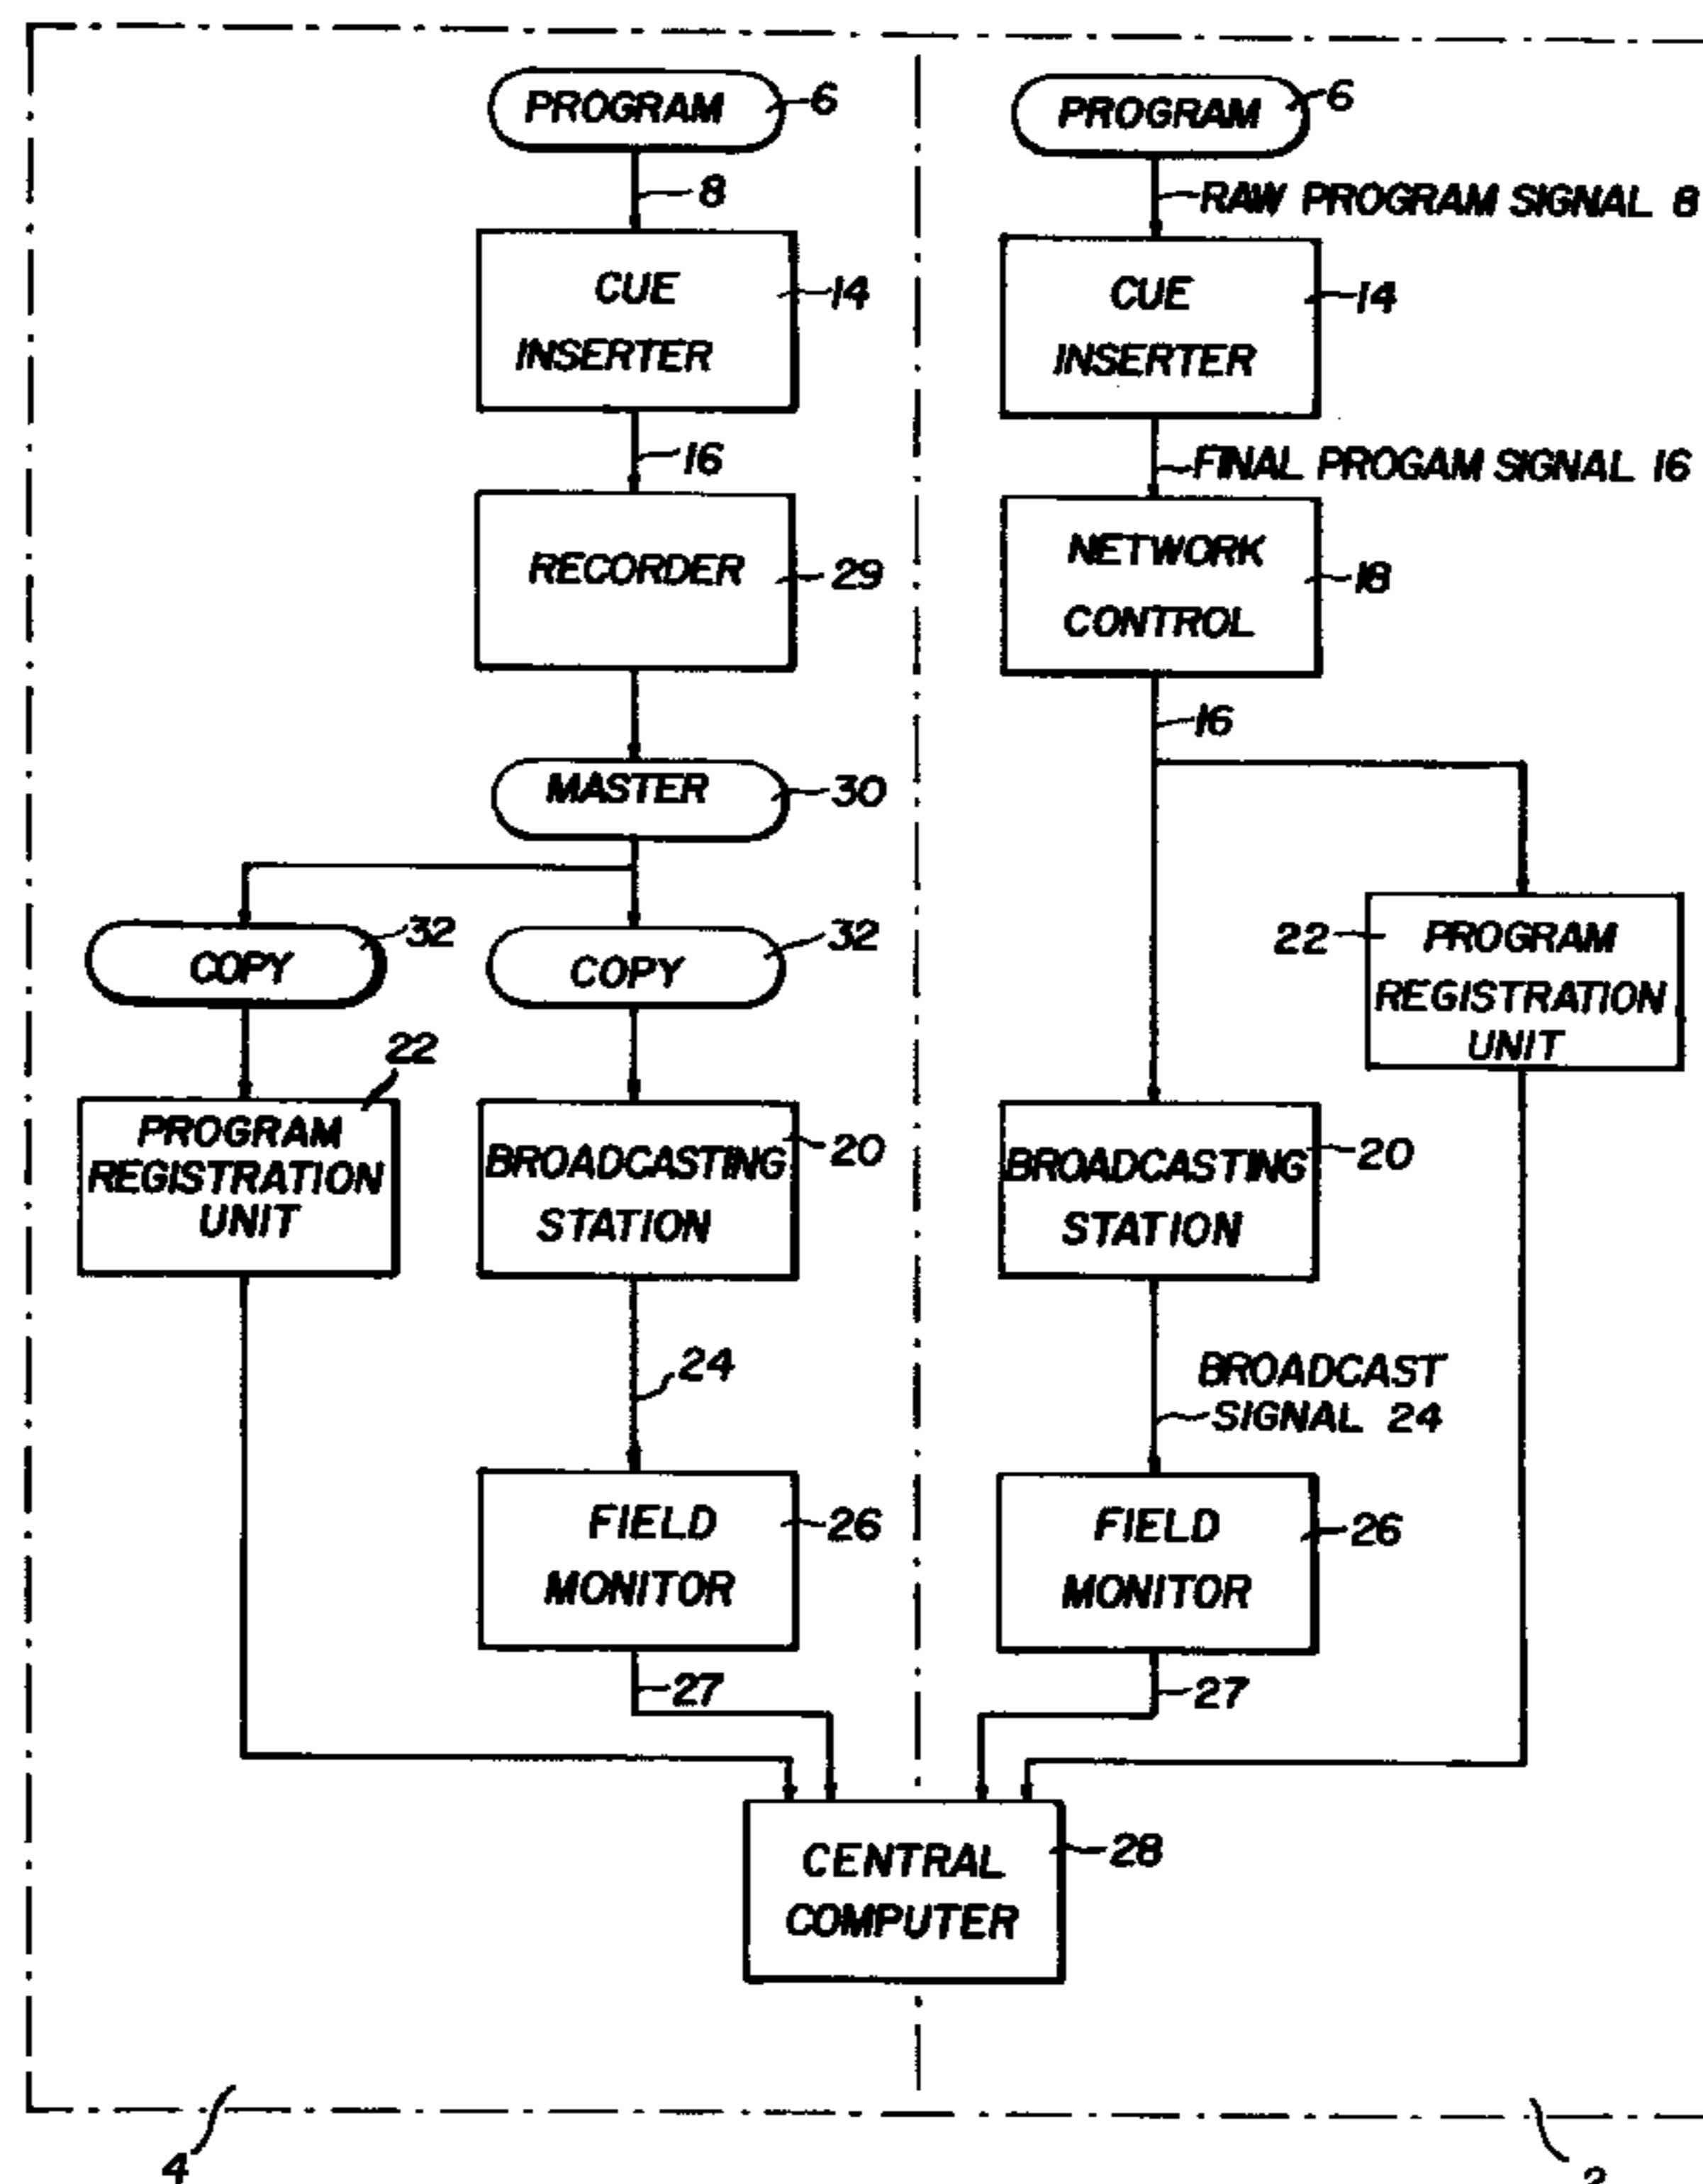 PROGRAM
6
8
CUE
INSERTER
14
16
RECORDER
29
MASTER
30
COPY
32
COPY
32
22
PROGRAM
REGISTRATION
UNIT
BROADCASTING
STATION
20
24
FIELD
MONITOR
26
27
PROGRAM
6
RAW PROGRAM SIGNAL 8
CUE
INSERTER
14
FINAL PROGAM SIGNAL 16
NETWORK
CONTROL
18
16
22
PROGRAM
REGISTRATION
UNIT
BROADCASTING
STATION
20
BROADCAST
SIGNAL 24
FIELD
MONITOR
26
27
CENTRAL
COMPUTER
28
4